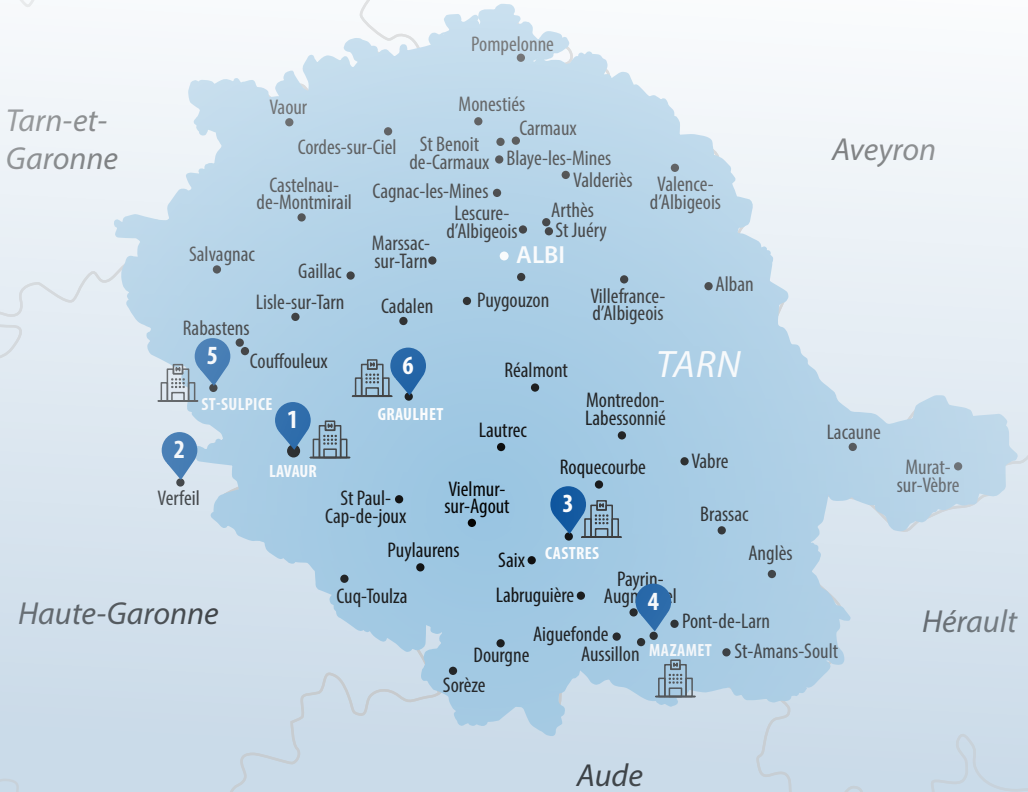 Pompelonne
Tarn-et-
Garonne
Vaour
Monestiés
Cordes-sur-Ciel
St Benoit
de-Carmaux
Carmaux
Blaye-les-Mines
Aveyron
Valderiès
Valence-
d'Albigeois
Castelnau-
de-Montmirail
Cagnac-les-Mines
Lescure-
d'Albigeois
Arthès
St Juéry
Salvagnac
Marssac-
sur-Tarn
ALBI
Gaillac
Lisle-sur-Tarn
Cadalen
Puygouzon
Villefrance-
d'Albigeois
Alban
Rabastens
Couffouleux
5
ST-SULPICE
6
GRAULHET
Réalmont
TARN
Montredon-
Labessonnié
1
LAVAUR
2
Verfeil
Lautrec
Roquecourbe
Vabre
Lacaune
Murat-
sur-Vèbre
St Paul-
Cap-de-joux
Vielmur-
sur-Agout
3
CASTRES
Brassac
Puylaurens
Saix
Anglès
Cuq-Toulza
Labruguière
Payrin-
4
Haute-Garonne
Hérault
Pont-de-Larn
Aiguefonde
Aussillon
MAZAMET
St-Amans-Soult
Dourgne
Sorèze
Aude